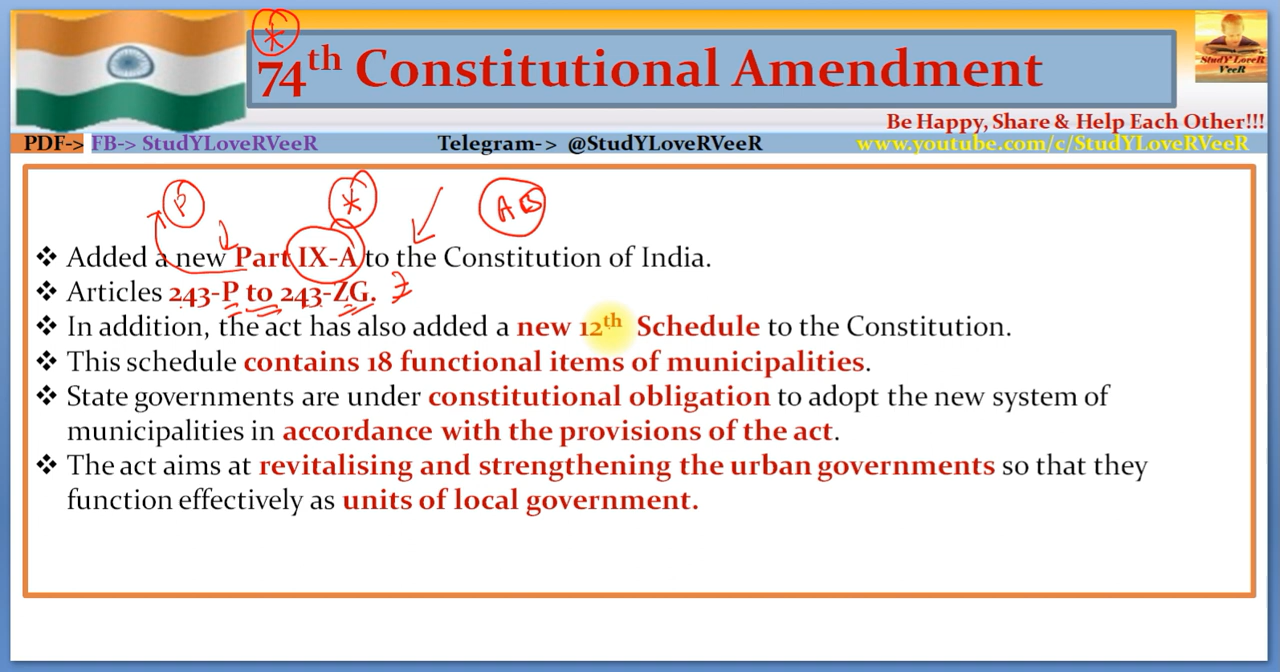 74th Constitutional Amendment
StudY LoveR
VeeR
Be Happy, Share & Help Each Other!!!
PDF-> FB-> StudYLoveRVeeR Telegram-> @StudYLoveRVeeR www.youtube.com/c/StudYLoveRVeeR
P
❖ Added a new Part IX-A to the Constitution of India.
❖ Articles 243-P to 243-ZG.
❖ In addition, the act has also added a new 12th Schedule to the Constitution.
❖ This schedule contains 18 functional items of municipalities.
❖ State governments are under constitutional obligation to adopt the new system of
municipalities in accordance with the provisions of the act.
❖ The act aims at revitalising and strengthening the urban governments so that they
function effectively as units of local government.